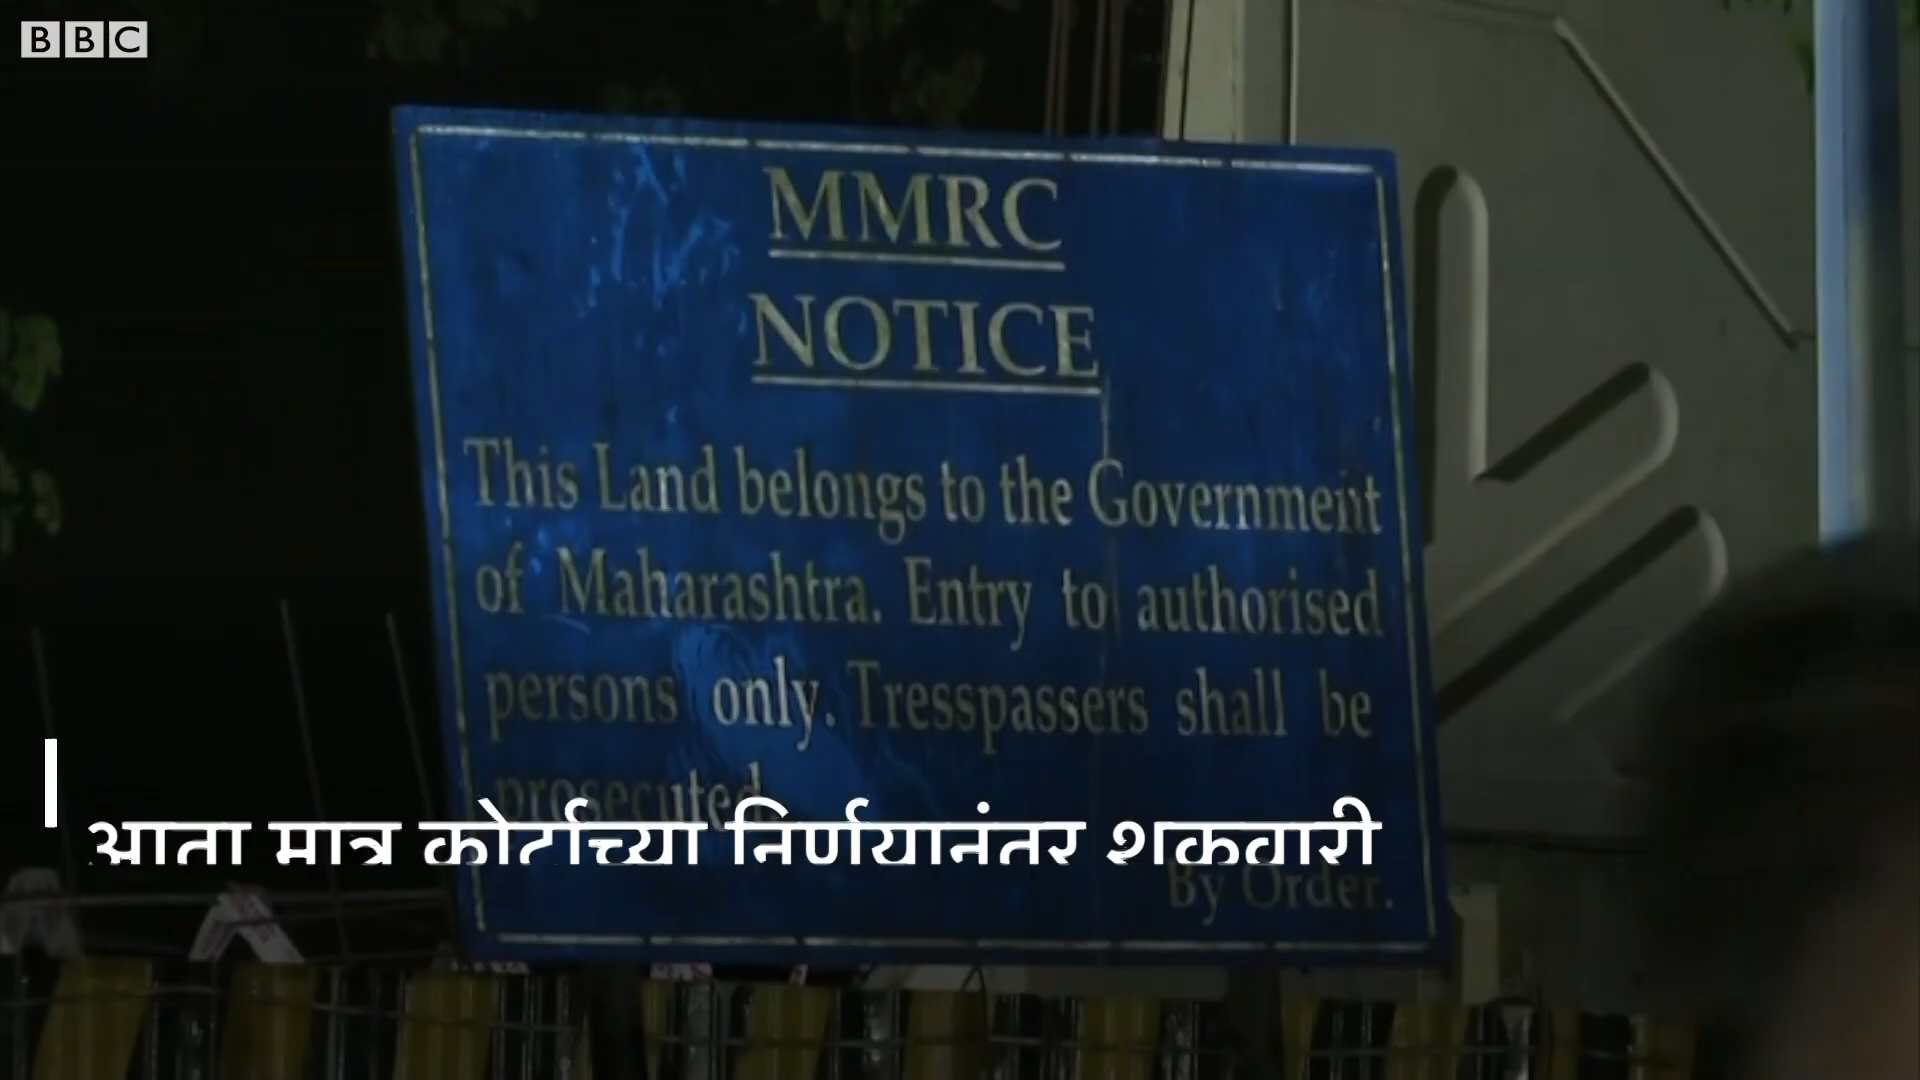 BBC
MMRC
NOTICE
This Land belongs to the Government
of Maharashtra. Entry to authorised
persons only. Tresspassers shall be
prosecuted
आता मात्र कोर्टाच्या निर्णयानंतर
By Order.